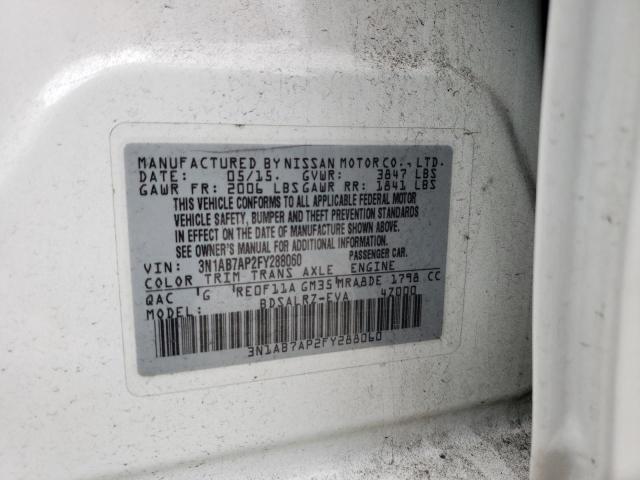 MANUFACTURED BY NISSAN MOTOR CO., LTD.
DATE: 05/15. GVWR: 3847 LBS
GAWR FR: 2006 LBS GAWR RR: 1841 LBS
THIS VEHICLE CONFORMS TO ALL APPLICABLE FEDERAL MOTOR
VEHICLE SAFETY, BUMPER AND THEFT PREVENTION STANDARDS
IN EFFECT ON THE DATE OF MANUFACTURE SHOWN ABOVE.
SEE OWNER'S MANUAL FOR ADDITIONAL INFORMATION.
VIN: 3N1AB7AP2FY288060 PASSENGER CAR.
COLOR TRIM TRANS AXLE ENGINE
QAC G RE0F11A GM35 MRA8DE 1798 CC
MODEL: BDSALRZ-EVA 4Z000
3N1AB7AP2FY288060